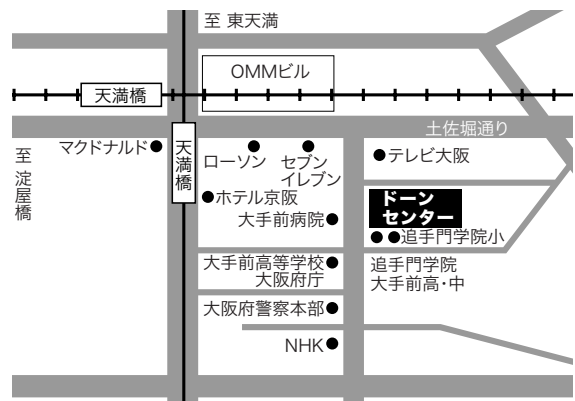 至 東天満
OMMビル
天満橋
土佐堀通り
至 淀屋橋
マクドナルド
天満橋
ローソン
セブン
イレブン
テレビ大阪
ホテル京阪
ドーン
センター
大手前病院
追手門学院小
大手前高等学校
大阪府庁
追手門学院
大手前高・中
大阪府警察本部
NHK